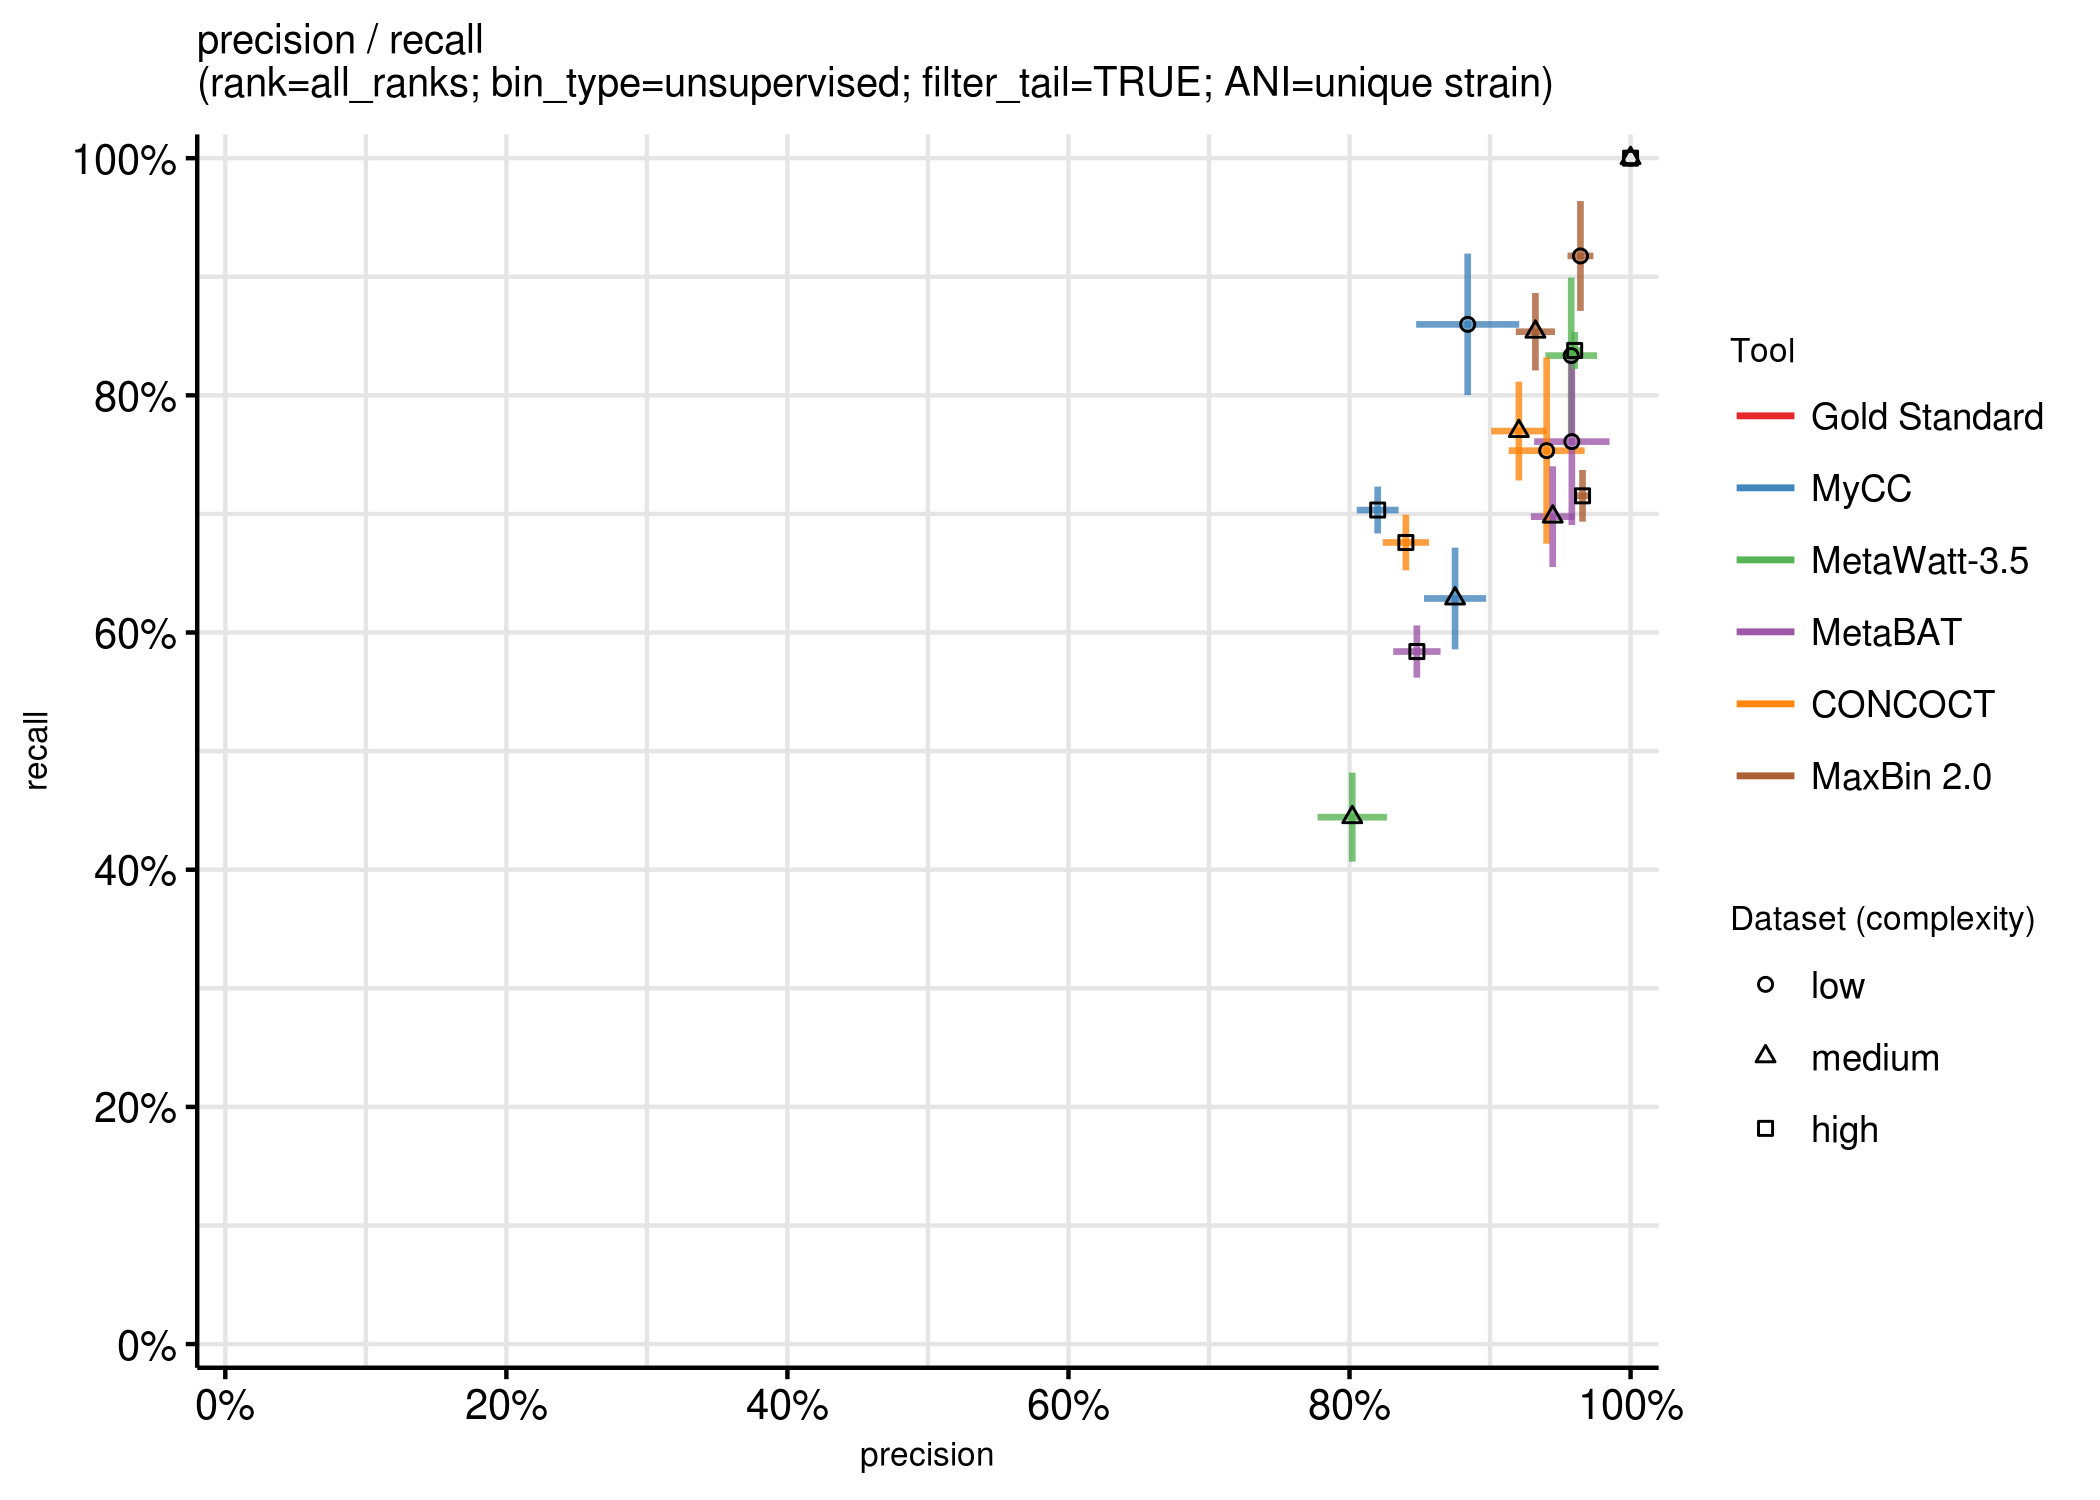 precision / recall
(rank=all_ranks; bin_type=unsupervised; filter_tail=TRUE; ANI=unique strain)
100%
80%
60%
40%
20%
0%
recall
0%
20%
40%
60%
80%
100%
precision
Tool
Gold Standard
MyCC
MetaWatt-3.5
MetaBAT
CONCOCT
MaxBin 2.0
Dataset (complexity)
low
medium
high